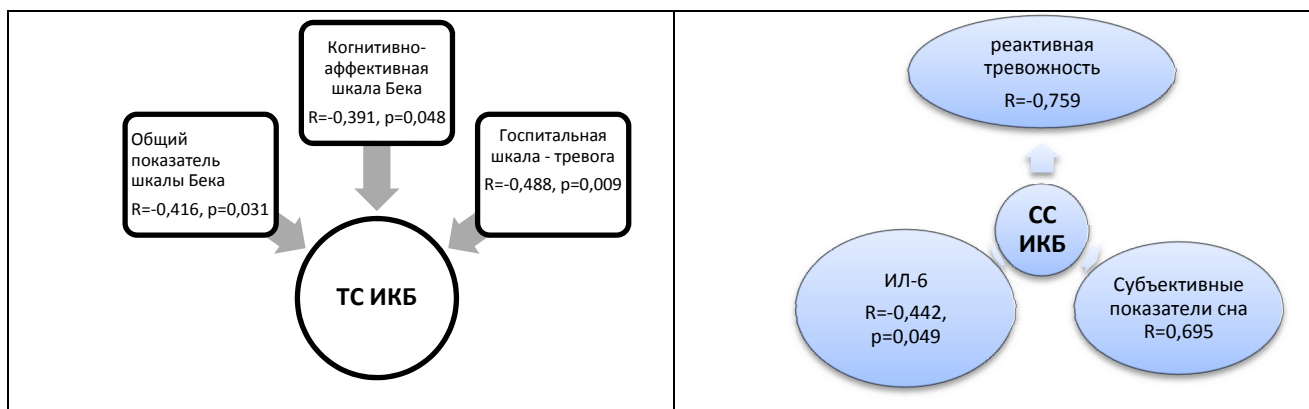 Когнитивно-
аффективная
шкала Бека
R=-0,391, p=0,048
Общий
показатель
шкалы Бека
R=-0,416, p=0,031
Госпитальная
шкала - тревога
R=-0,488, p=0,009
ТС ИКБ
реактивная
тревожность
R=-0,759
СС
ИКБ
ИЛ-6
R=-0,442,
p=0,049
Субъективные
показатели сна
R=0,695